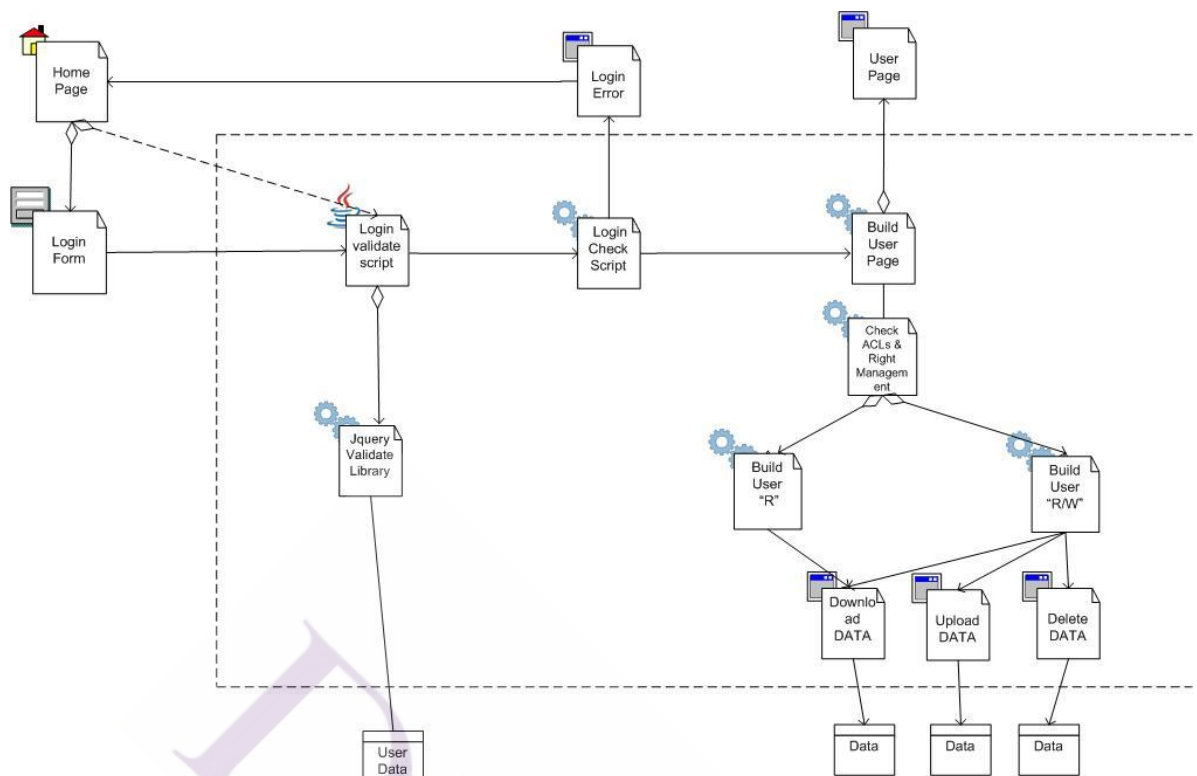 Home
Page
Login
Error
User
Page
Login
Form
Login
validate
script
Login
Check
Script
Build
User
Page
Check
ACLs &
Right
Managem
ent
Jquery
Validate
Library
Build
User
“R”
Build
User
“R/W”
Downlo
ad
DATA
Upload
DATA
Delete
DATA
User
Data
Data
Data
Data